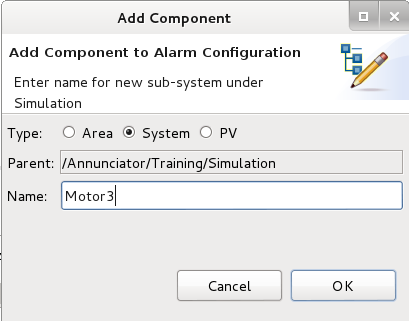 Add Component
Add Component to Alarm Configuration
Enter name for new sub-system under
Simulation
Type: Area System PV
Parent: /Annunciator/Training/Simulation
Name: Motor3
Cancel OK